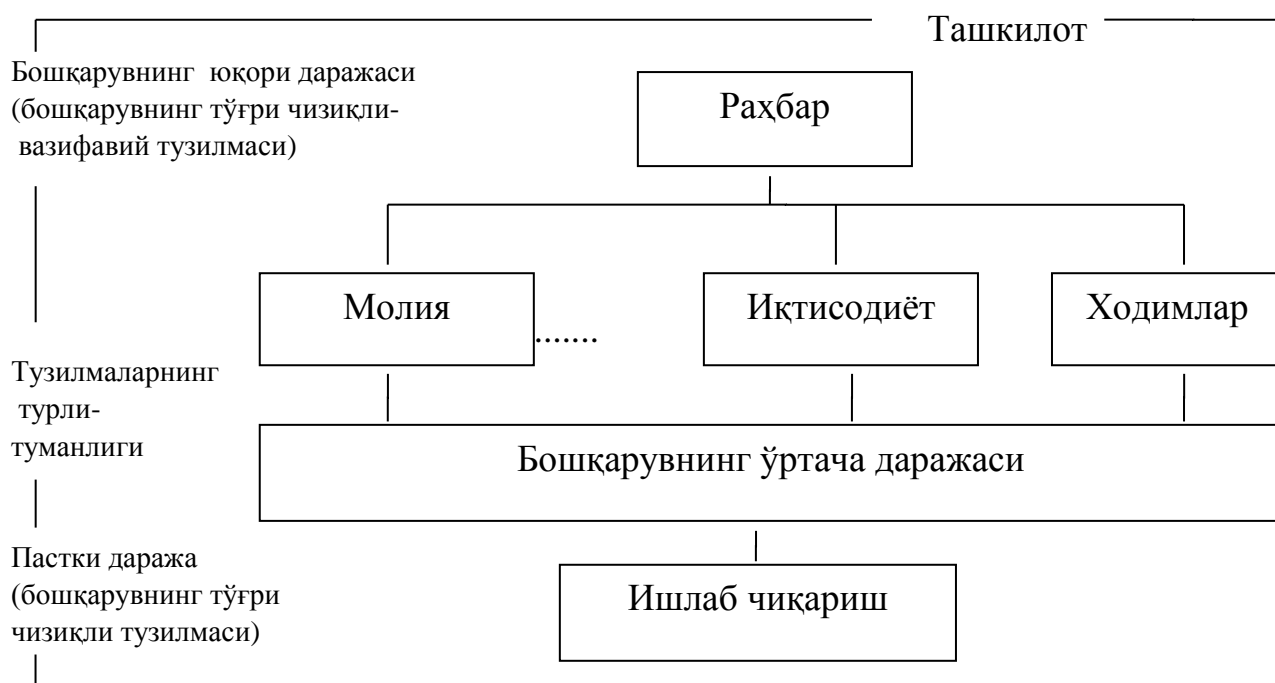 Ташкилот
Бошқарувнинг юқори даражаси
(бошқарувнинг тўғри чизиқли-
вазифавий тузилмаси)
Раҳбар
Молия
.......
Иқтисодиёт
Ходимлар
Тузилмаларнинг
турли-
туманлиги
Бошқарувнинг ўртача даражаси
Пастки даража
(бошқарувнинг тўғри
чизиқли тузилмаси)
Ишлаб чиқариш